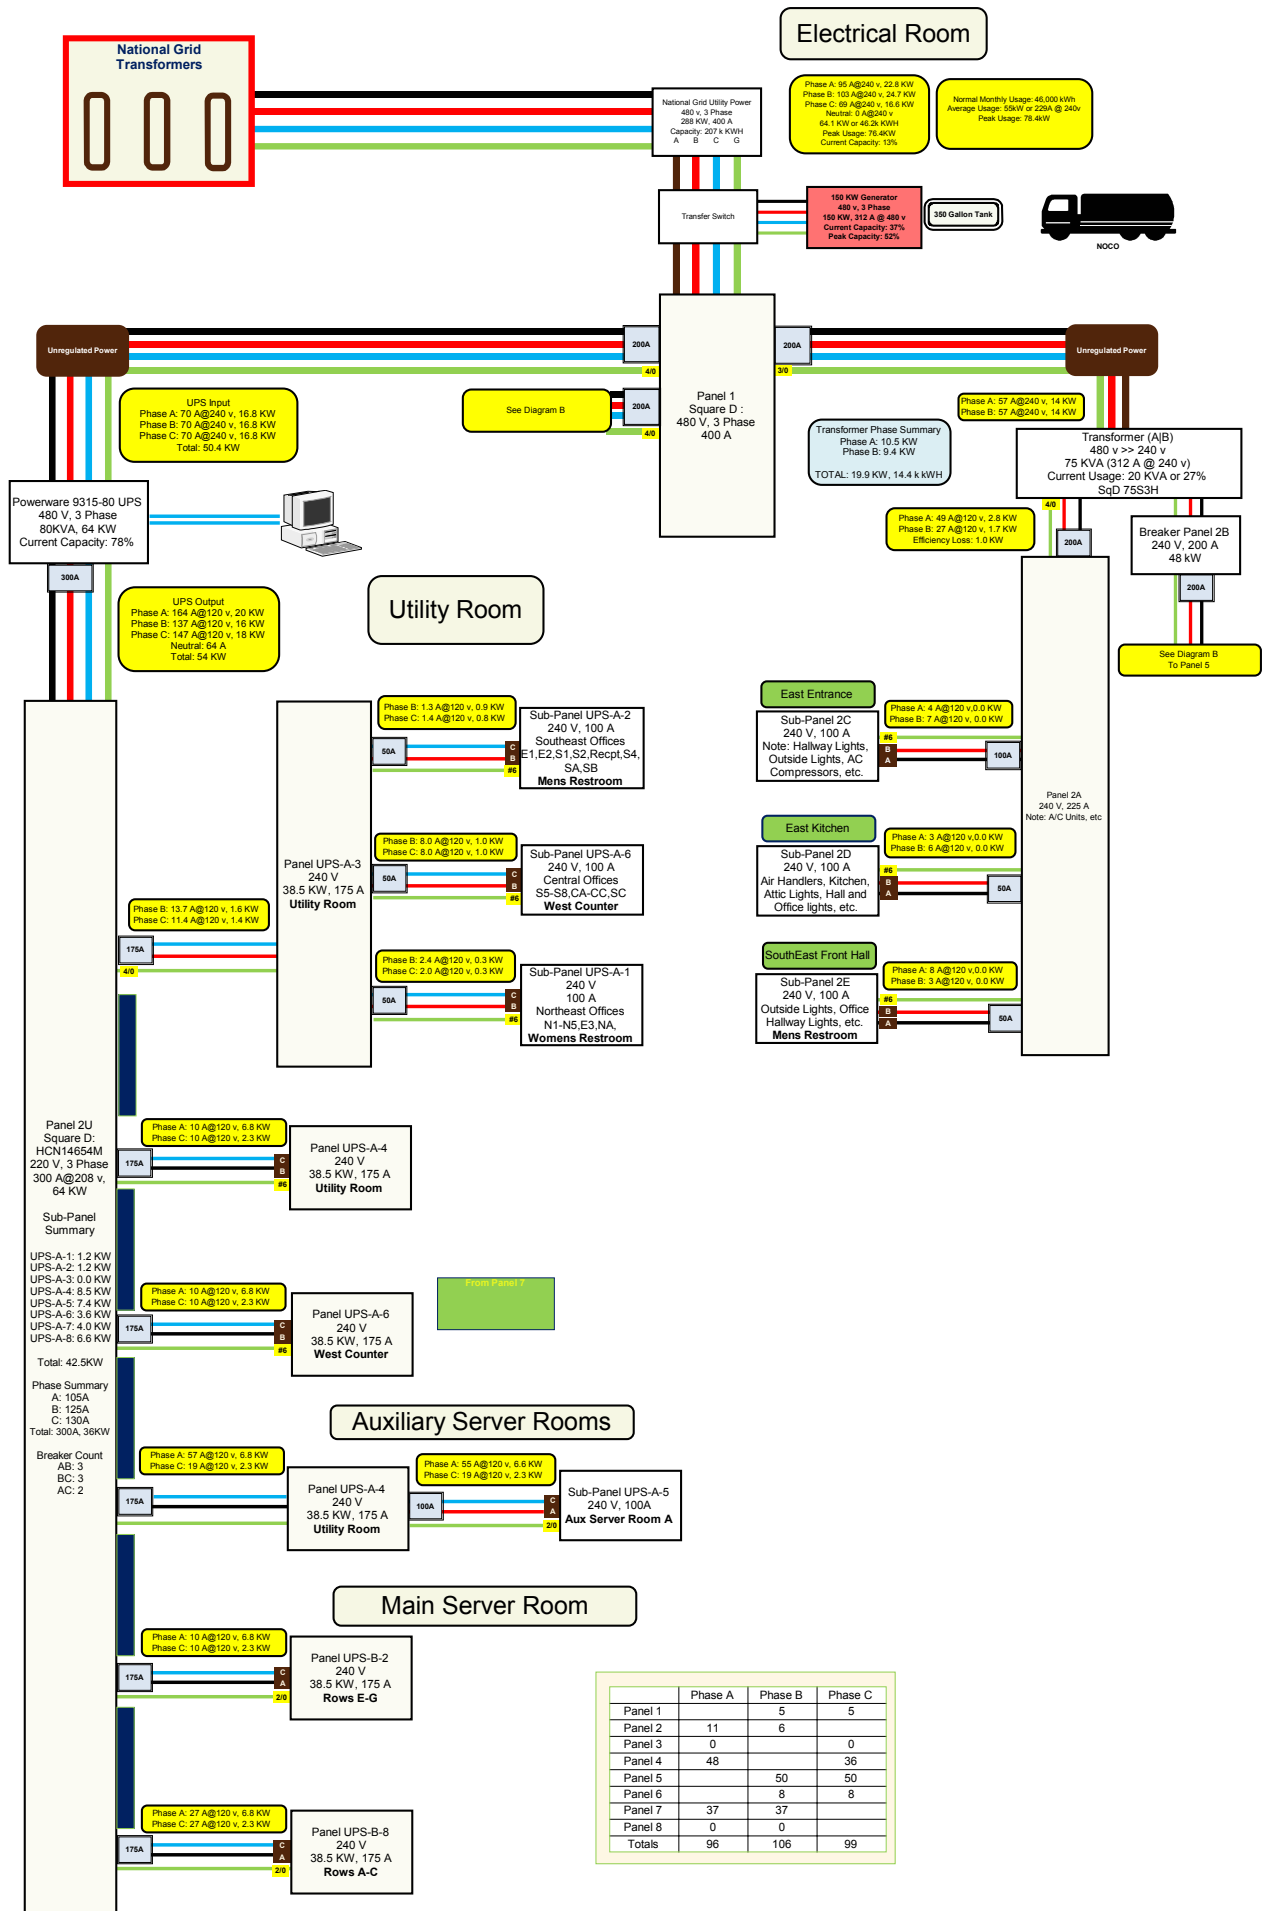 Electrical Room
National Grid
Transformers
National Grid Utility Power
480 v, 3 Phase
288 KW, 400 A
Capacity: 207 k KWH
A B C G
Phase A: 95 A@240 v, 22.8 KW
Phase B: 103 A@240 v, 24.7 KW
Phase C: 69 A@240 v, 16.6 KW
Neutral: 0 A@240 v
64.1 KW or 46.2k KWH
Peak Usage: 76.4KW
Current Capacity: 13%
Normal Monthly Usage: 46,000 kWh
Average Usage: 55kW or 229A @ 240v
Peak Usage: 78.4kW
Transfer Switch
150 KW Generator
480 v, 3 Phase
150 KW, 312 A @ 480 v
Current Capacity: 37%
Peak Capacity: 52%
350 Gallon Tank
NOCO
Unregulated Power
200A
4/0
200A
3/0
Unregulated Power
Panel 1
Square D :
480 V, 3 Phase
400 A
See Diagram B
200A
4/0
UPS Input
Phase A: 70 A@240 v, 16.8 KW
Phase B: 70 A@240 v, 16.8 KW
Phase C: 70 A@240 v, 16.8 KW
Total: 50.4 KW
Phase A: 57 A@240 v, 14 KW
Phase B: 57 A@240 v, 14 KW
Transformer Phase Summary
Phase A: 10.5 KW
Phase B: 9.4 KW
TOTAL: 19.9 KW, 14.4 k kWH
Transformer (A|B)
480 v >> 240 v
75 KVA (312 A @ 240 v)
Current Usage: 20 KVA or 27%
SqD 75S3H
Powerware 9315-80 UPS
480 V, 3 Phase
80KVA, 64 KW
Current Capacity: 78%
300A
4/0
Phase A: 49 A@120 v, 2.8 KW
Phase B: 27 A@120 v, 1.7 KW
Efficiency Loss: 1.0 KW
200A
Breaker Panel 2B
240 V, 200 A
48 kW
200A
See Diagram B
To Panel 5
UPS Output
Phase A: 164 A@120 v, 20 KW
Phase B: 137 A@120 v, 16 KW
Phase C: 147 A@120 v, 18 KW
Neutral: 64 A
Total: 54 KW
Utility Room
Phase B: 1.3 A@120 v, 0.9 KW
Phase C: 1.4 A@120 v, 0.8 KW
50A
C
B
#6
Sub-Panel UPS-A-2
240 V, 100 A
Southeast Offices
E1,E2,S1,S2,Recpt,S4,
SA,SB
Mens Restroom
East Entrance
Sub-Panel 2C
240 V, 100 A
Note: Hallway Lights,
Outside Lights, AC
Compressors, etc.
Phase A: 4 A@120 v,0.0 KW
Phase B: 7 A@120 v, 0.0 KW
#6
B
A
100A
Panel 2A
240 V, 225 A
Note: A/C Units, etc
Panel UPS-A-3
240 V
38.5 KW, 175 A
Utility Room
Phase B: 8.0 A@120 v, 1.0 KW
Phase C: 8.0 A@120 v, 1.0 KW
50A
C
B
#6
Sub-Panel UPS-A-6
240 V, 100 A
Central Offices
S5-S8,CA-CC,SC
West Counter
East Kitchen
Sub-Panel 2D
240 V, 100 A
Air Handlers, Kitchen,
Attic Lights, Hall and
Office lights, etc.
Phase A: 3 A@120 v,0.0 KW
Phase B: 6 A@120 v, 0.0 KW
#6
B
A
50A
Phase B: 13.7 A@120 v, 1.6 KW
Phase C: 11.4 A@120 v, 1.4 KW
175A
4/0
Phase B: 2.4 A@120 v, 0.3 KW
Phase C: 2.0 A@120 v, 0.3 KW
50A
C
B
#6
Sub-Panel UPS-A-1
240 V
100 A
Northeast Offices
N1-N5,E3,NA,
Womens Restroom
SouthEast Front Hall
Sub-Panel 2E
240 V, 100 A
Outside Lights, Office
Hallway Lights, etc.
Mens Restroom
Phase A: 8 A@120 v,0.0 KW
Phase B: 3 A@120 v, 0.0 KW
#6
B
A
50A
Panel 2U
Square D:
HCN14654M
220 V, 3 Phase
300 A@208 v,
64 KW
Sub-Panel
Summary
UPS-A-1: 1.2 KW
UPS-A-2: 1.2 KW
UPS-A-3: 0.0 KW
UPS-A-4: 8.5 KW
UPS-A-5: 7.4 KW
UPS-A-6: 3.6 KW
UPS-A-7: 4.0 KW
UPS-A-8: 6.6 KW
Total: 42.5KW
Phase Summary
A: 105A
B: 125A
C: 130A
Total: 300A, 36KW
Breaker Count
AB: 3
BC: 3
AC: 2
Phase A: 10 A@120 v, 6.8 KW
Phase C: 10 A@120 v, 2.3 KW
175A
C
B
#6
Panel UPS-A-4
240 V
38.5 KW, 175 A
Utility Room
Phase A: 10 A@120 v, 6.8 KW
Phase C: 10 A@120 v, 2.3 KW
175A
C
B
#6
Panel UPS-A-6
240 V
38.5 KW, 175 A
West Counter
From Panel 7
Auxiliary Server Rooms
Phase A: 57 A@120 v, 6.8 KW
Phase C: 19 A@120 v, 2.3 KW
175A
Panel UPS-A-4
240 V
38.5 KW, 175 A
Utility Room
Phase A: 55 A@120 v, 6.6 KW
Phase C: 19 A@120 v, 2.3 KW
100A
C
A
2/0
Sub-Panel UPS-A-5
240 V, 100A
Aux Server Room A
Main Server Room
Phase A: 10 A@120 v, 6.8 KW
Phase C: 10 A@120 v, 2.3 KW
175A
C
A
2/0
Panel UPS-B-2
240 V
38.5 KW, 175 A
Rows E-G
Phase A: 27 A@120 v, 6.8 KW
Phase C: 27 A@120 v, 2.3 KW
175A
C
A
2/0
Panel UPS-B-8
240 V
38.5 KW, 175 A
Rows A-C
Phase A Phase B Phase C
Panel 1 5 5
Panel 2 11 6
Panel 3 0 0
Panel 4 48 36
Panel 5 50 50
Panel 6 8 8
Panel 7 37 37
Panel 8 0 0
Totals 96 106 99